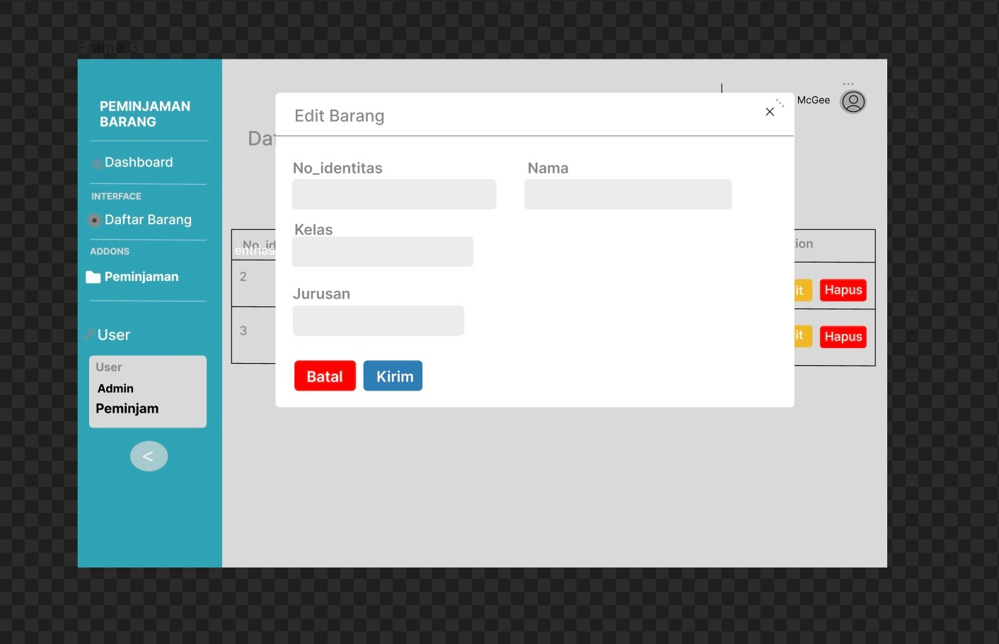 Frame 3
PEMINJAMAN
BARANG
Dashboard
INTERFACE
Daftar Barang
ADDONS
Peminjaman
User
User
Admin
Peminjam
<
McGee
Da
Edit Barang
No_identitas
Nama
Kelas
Jurusan
Batal
Kirim
No_id
entries
ion
2
it
Hapus
3
it
Hapus